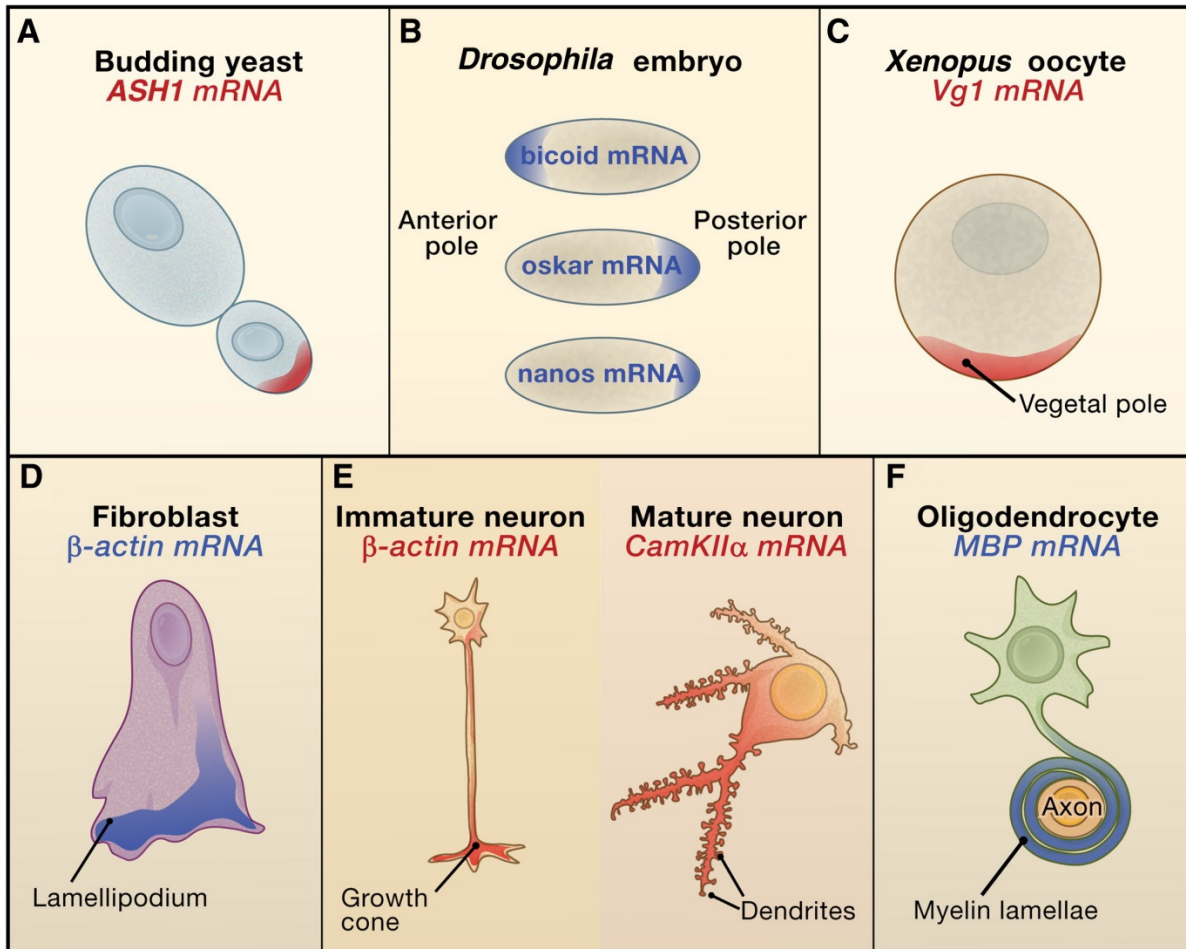 A
Budding yeast
ASH1 mRNA
B
Drosophila embryo
bicoid mRNA
Anterior
pole
Posterior
pole
oskar mRNA
nanos mRNA
C
Xenopus oocyte
Vg1 mRNA
Vegetal pole
D
Fibroblast
β-actin mRNA
Lamellipodium
E
Immature neuron
β-actin mRNA
Growth
cone
Mature neuron
CamKIIα mRNA
Dendrites
F
Oligodendrocyte
MBP mRNA
Axon
Myelin lamellae